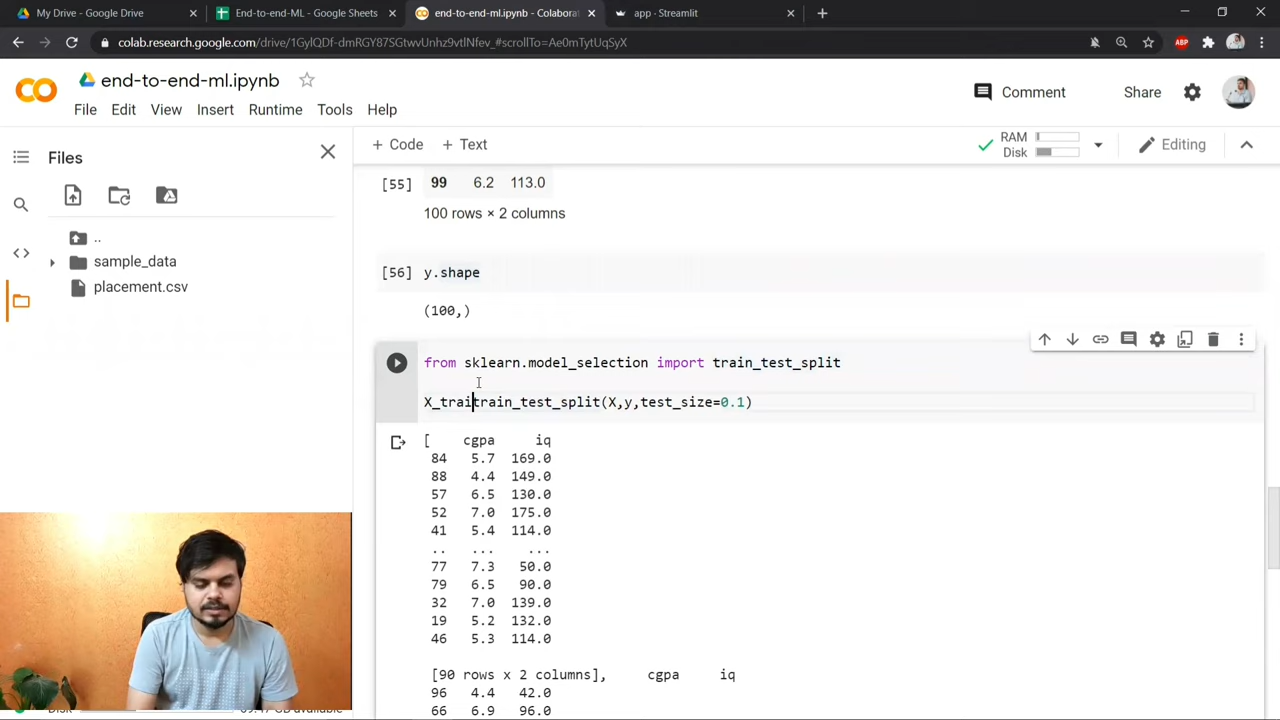 My Drive - Google Drive
End-to-end-ML - Google Sheets
end-to-end-ml.ipynb - Colaborat
app · Streamlit
colab.research.google.com/drive/1GylQDf-dmRGY87SGtwvUnhz9vtlNfev_#scrollTo=Ae0mTytUqSyX
ABP
end-to-end-ml.ipynb
File Edit View Insert Runtime Tools Help
Comment
Share
Files
+ Code + Text
RAM
Disk
Editing
..
sample_data
placement.csv
[55] 99 6.2 113.0
100 rows × 2 columns
[56] y.shape
(100,)
from sklearn.model_selection import train_test_split
X_traitrain_test_split(X,y,test_size=0.1)
[ cgpa iq
84 5.7 169.0
88 4.4 149.0
57 6.5 130.0
52 7.0 175.0
41 5.4 114.0
.. ... ...
77 7.3 50.0
79 6.5 90.0
32 7.0 139.0
19 5.2 132.0
46 5.3 114.0
[90 rows x 2 columns], cgpa iq
96 4.4 42.0
66 6.9 96.0